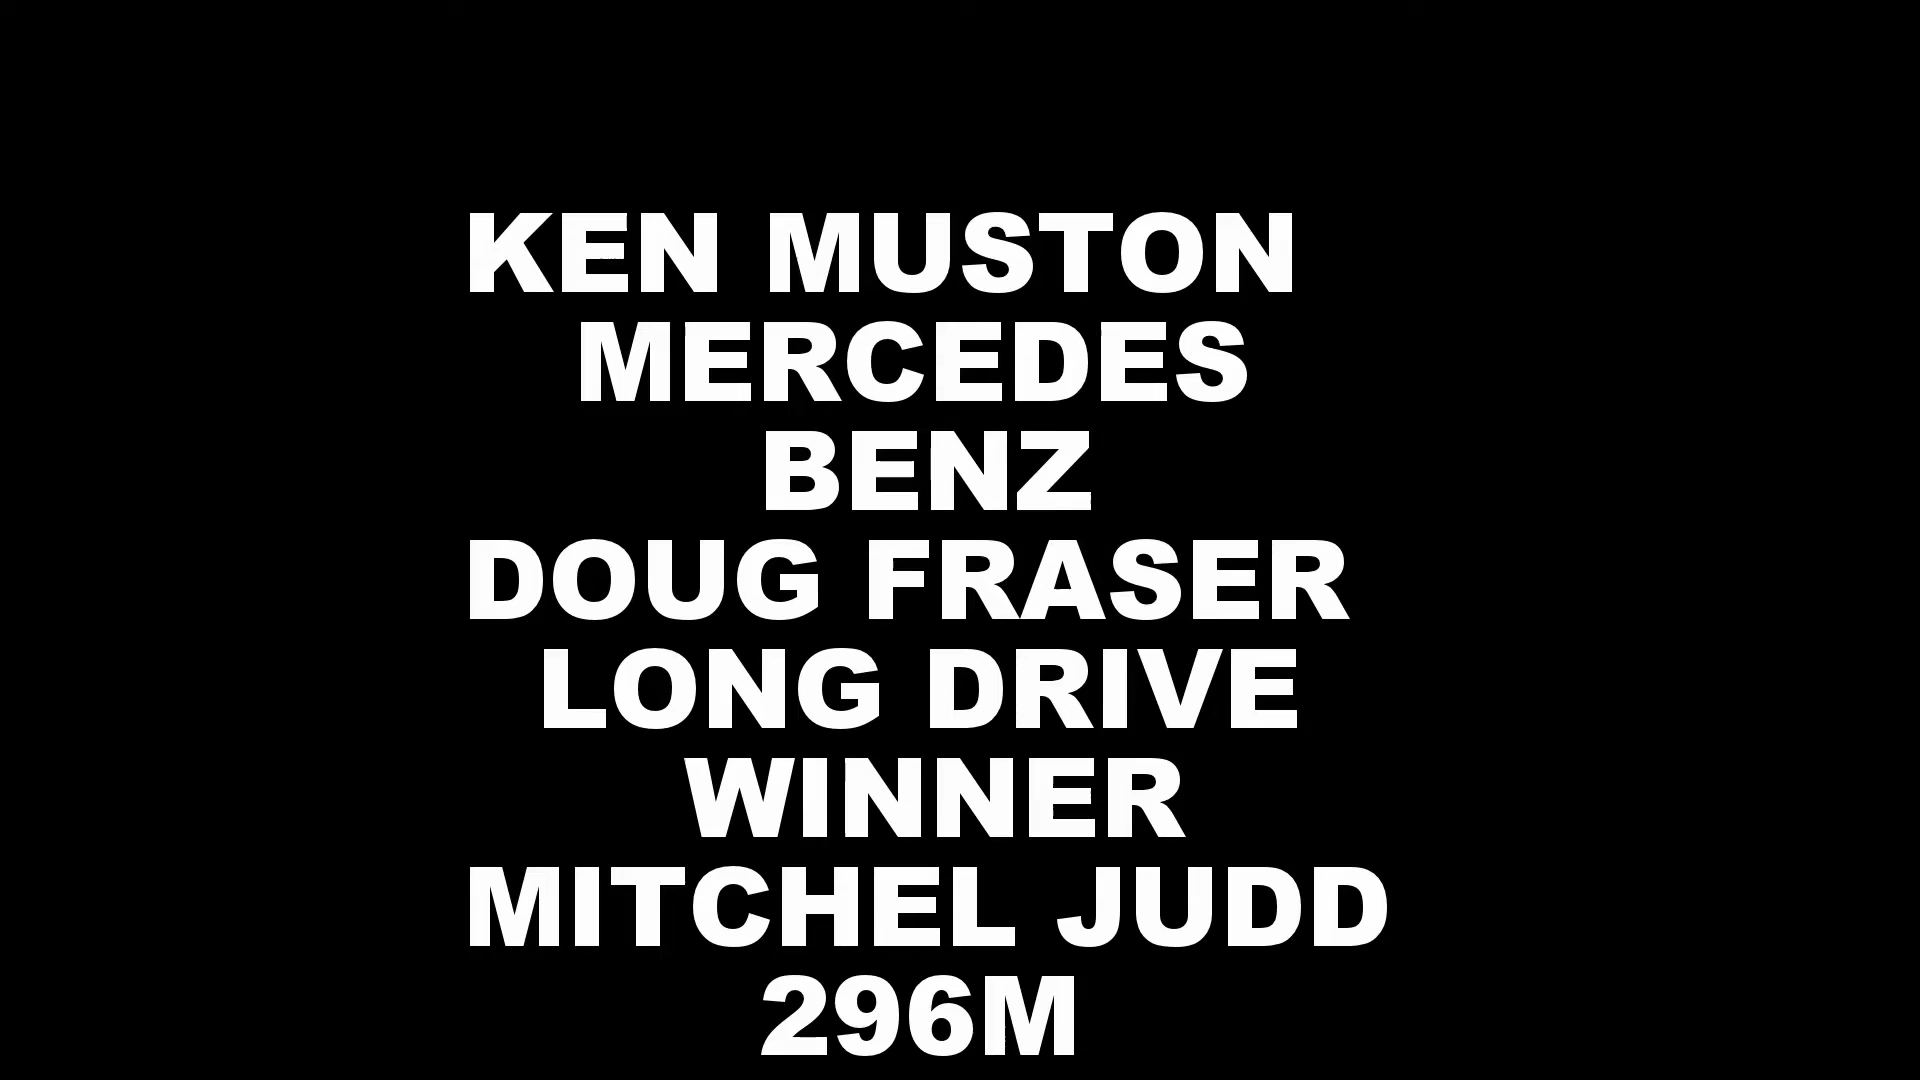 KEN MUSTON
MERCEDES
BENZ
DOUG FRASER
LONG DRIVE
WINNER
MITCHEL JUDD
296M